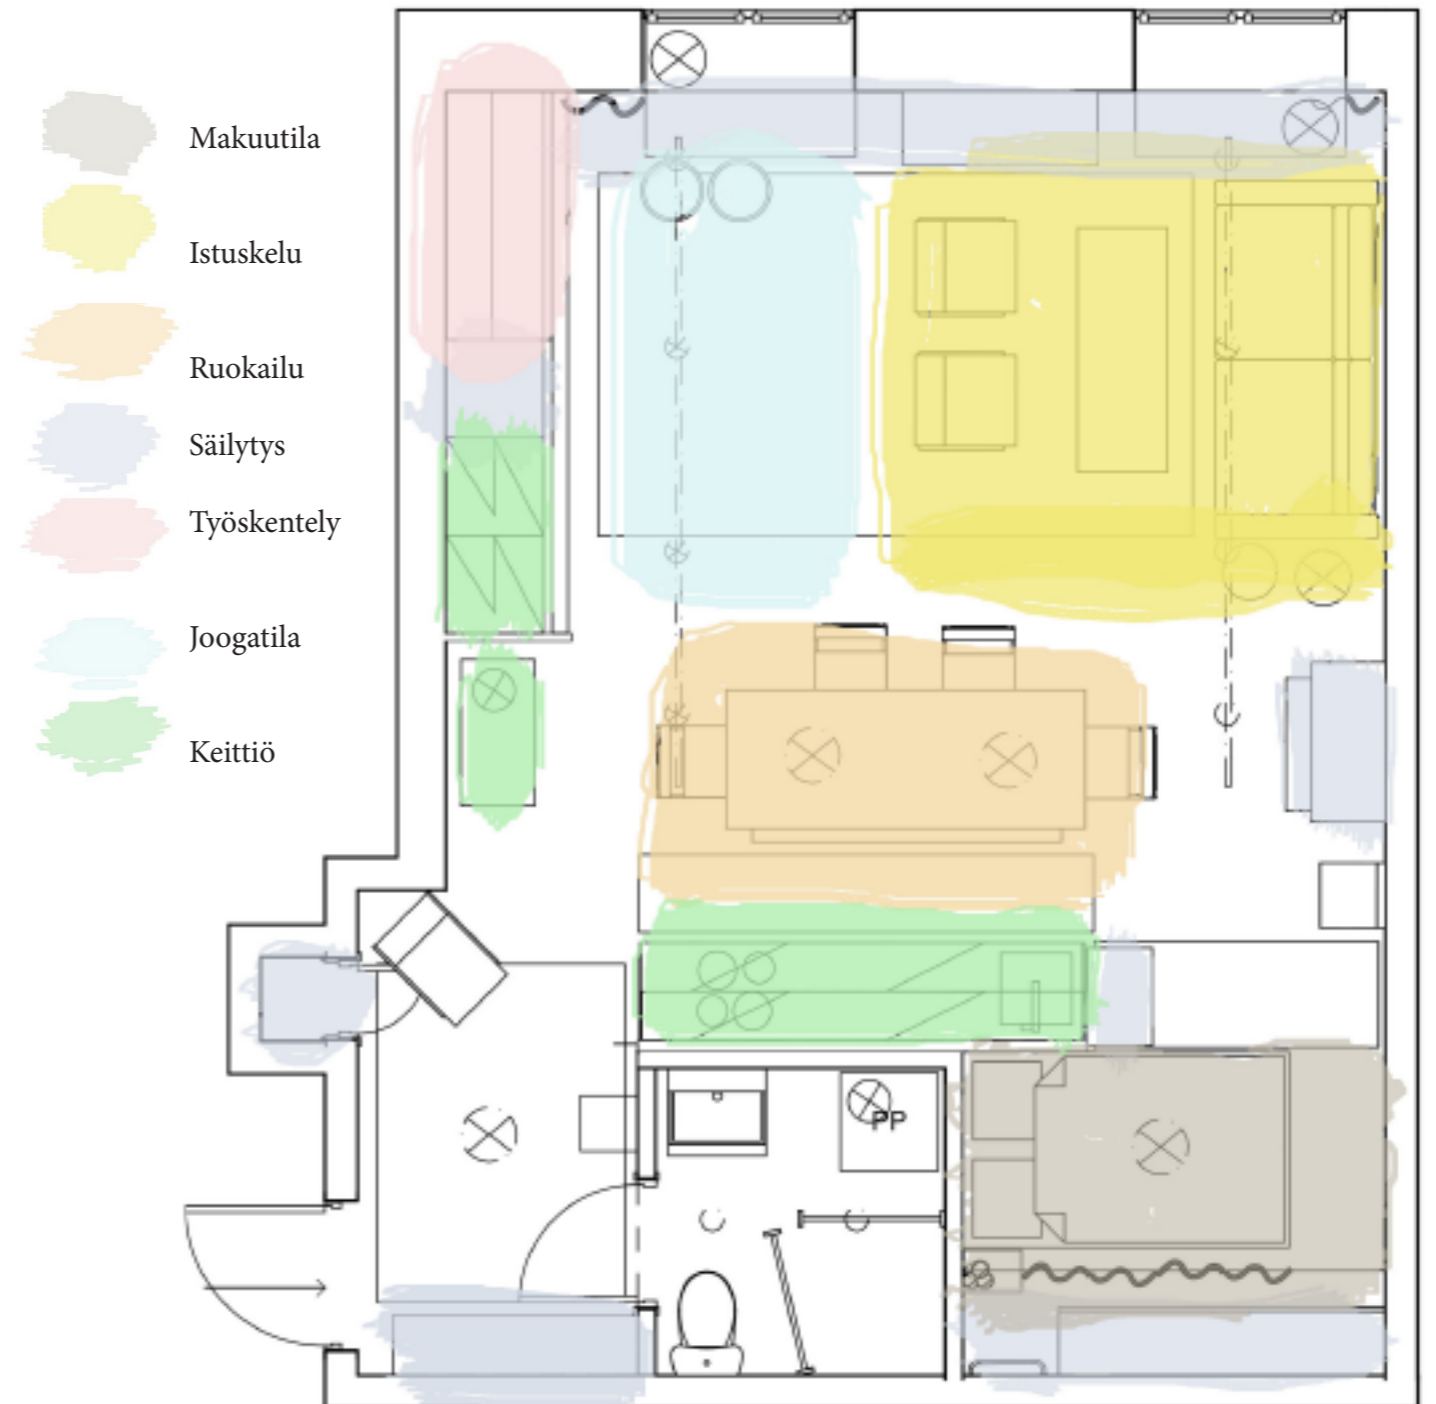 Makuutila
Istuskelu
Ruokailu
Säilytys
Työskentely
Joogatila
Keittiö
PP